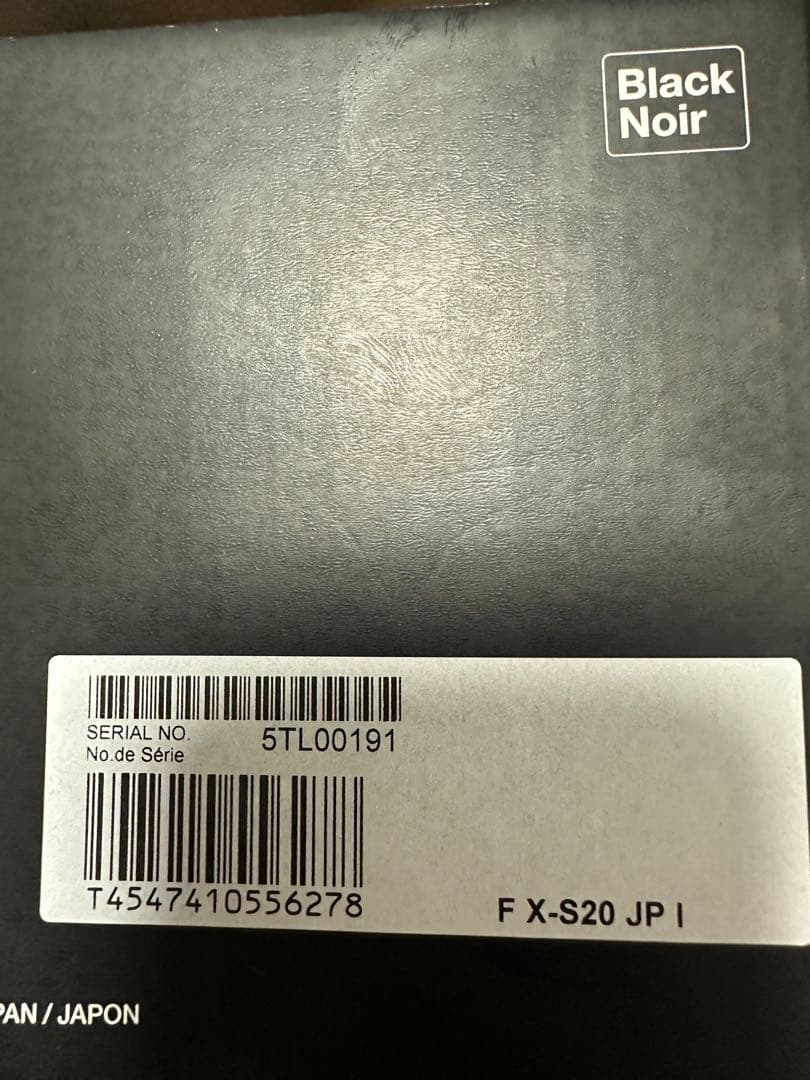 Black
Noir
SERIAL NO.
No.de Série
5TL00191
T4547410556278
F X-S20 JP I
PAN / JAPON